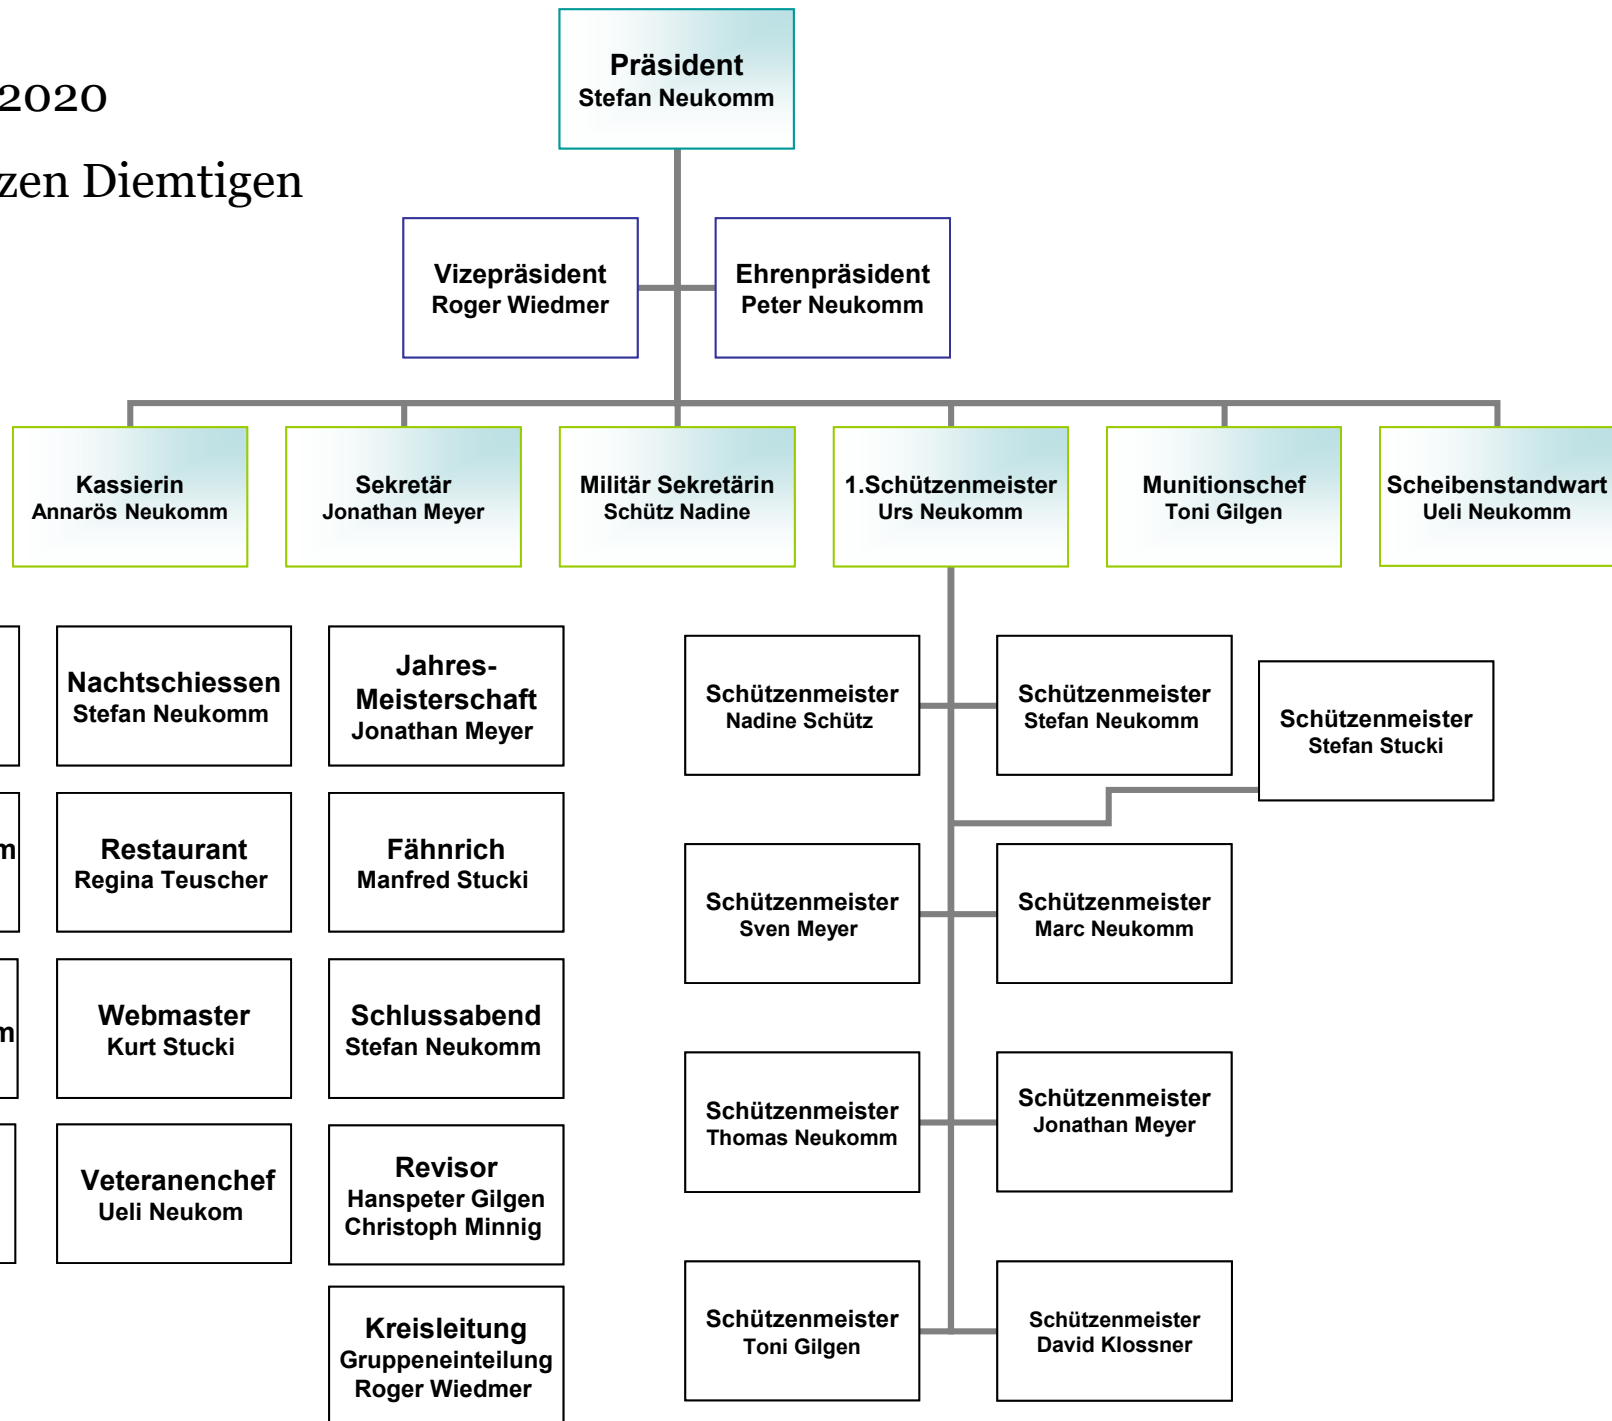 2020
zen Diemtigen
Präsident
Stefan Neukomm
Vizepräsident
Roger Wiedmer
Ehrenpräsident
Peter Neukomm
Kassierin
Annarös Neukomm
Sekretär
Jonathan Meyer
Militär Sekretärin
Schütz Nadine
1.Schützenmeister
Urs Neukomm
Munitionschef
Toni Gilgen
Scheibenstandwart
Ueli Neukomm
Nachtschiessen
Stefan Neukomm
Jahres-
Meisterschaft
Jonathan Meyer
m
Restaurant
Regina Teuscher
Fähnrich
Manfred Stucki
m
Webmaster
Kurt Stucki
Schlussabend
Stefan Neukomm
Veteranenchef
Ueli Neukom
Revisor
Hanspeter Gilgen
Christoph Minnig
Kreisleitung
Gruppeneinteilung
Roger Wiedmer
Schützenmeister
Nadine Schütz
Schützenmeister
Stefan Neukomm
Schützenmeister
Stefan Stucki
Schützenmeister
Sven Meyer
Schützenmeister
Marc Neukomm
Schützenmeister
Thomas Neukomm
Schützenmeister
Jonathan Meyer
Schützenmeister
Toni Gilgen
Schützenmeister
David Klossner